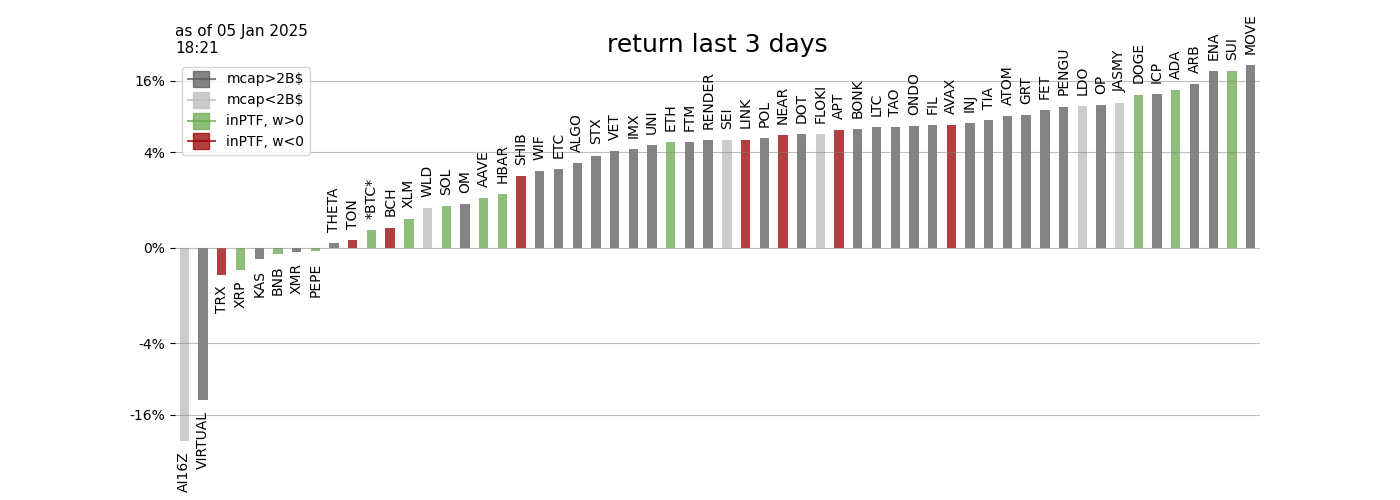 as of 05 Jan 2025
18:21
return last 3 days
mcap>2B$
mcap<2B$
inPTF, w>0
inPTF, w<0
16%
4%
0%
-4%
-16%
AI16Z
VIRTUAL
TRX
XRP
KAS
BNB
XMR
PEPE
THETA
TON
*BTC*
BCH
XLM
WLD
SOL
OM
AAVE
HBAR
SHIB
WIF
ETC
ALGO
STX
VET
IMX
UNI
ETH
FTM
RENDER
SEI
LINK
POL
NEAR
DOT
FLOKI
APT
BONK
LTC
TAO
ONDO
FIL
AVAX
INJ
TIA
ATOM
GRT
FET
PENGU
LDO
OP
JASMY
DOGE
ICP
ADA
ARB
ENA
SUI
MOVE